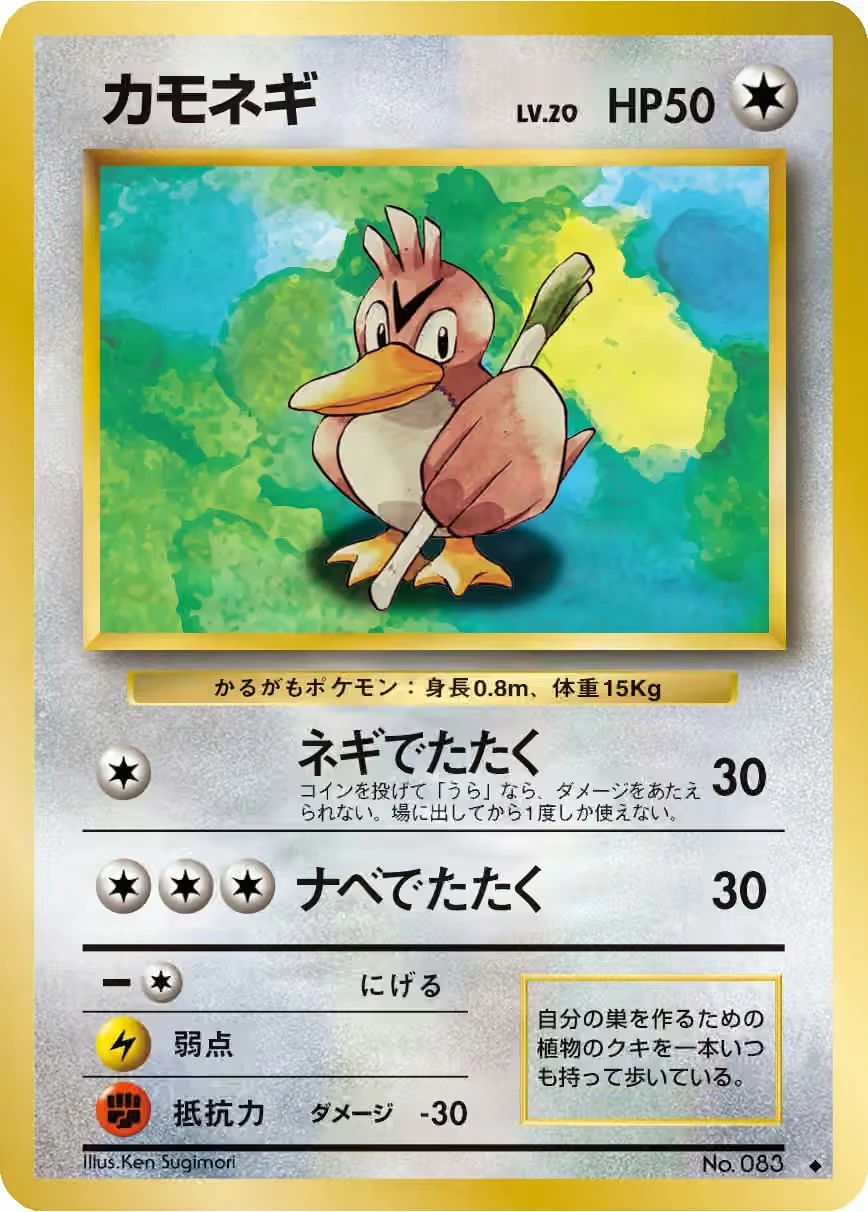 カモネギ LV.20 HP50
かるがもポケモン：身長0.8m、体重15Kg
ネギでたたく 30
コインを投げて「うら」なら、ダメージをあたえ
られない。場に出してから1度しか使えない。
ナベでたたく 30
ー にげる
弱点
抵抗力 ダメージ -30
自分の巣を作るための
植物のクキを一本いつ
も持って歩いている。
Illus.Ken Sugimori No. 083